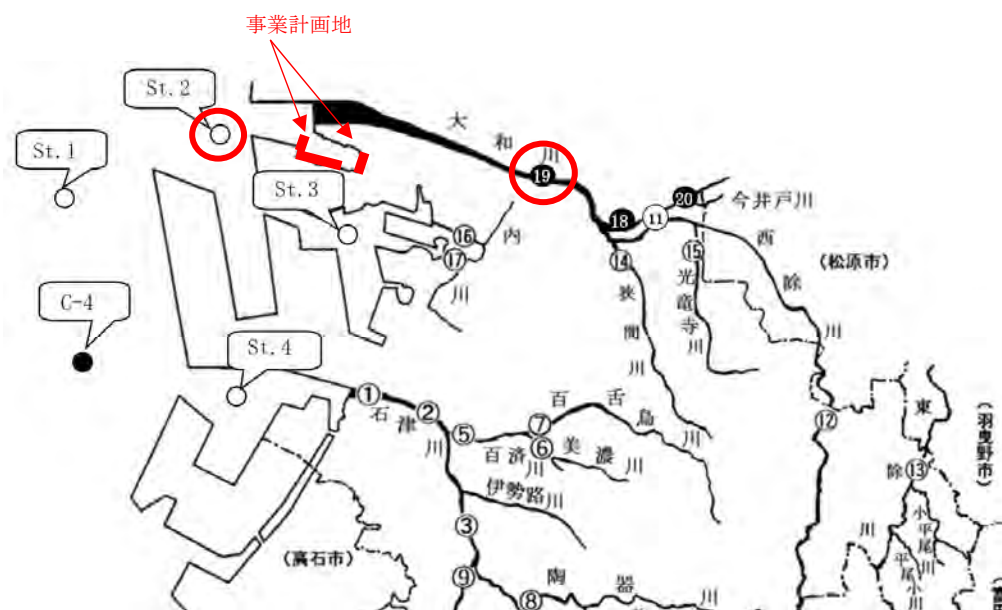 事業計画地
St.2
St.1
St.3
C-4
St.4
大和川
⑲
⑱
⑳
⑪
今井戸川
西除川
⑯
⑰
内川
⑭
狭間川
⑮
光竜寺川
(松原市)
①
②
石津川
⑤
⑦
⑥
百舌鳥川
百済川
美濃川
伊勢路川
③
⑨
⑧
陶器川
(高石市)
⑫
東除川
⑬
(羽曳野市)
小平尾川
平尾小川